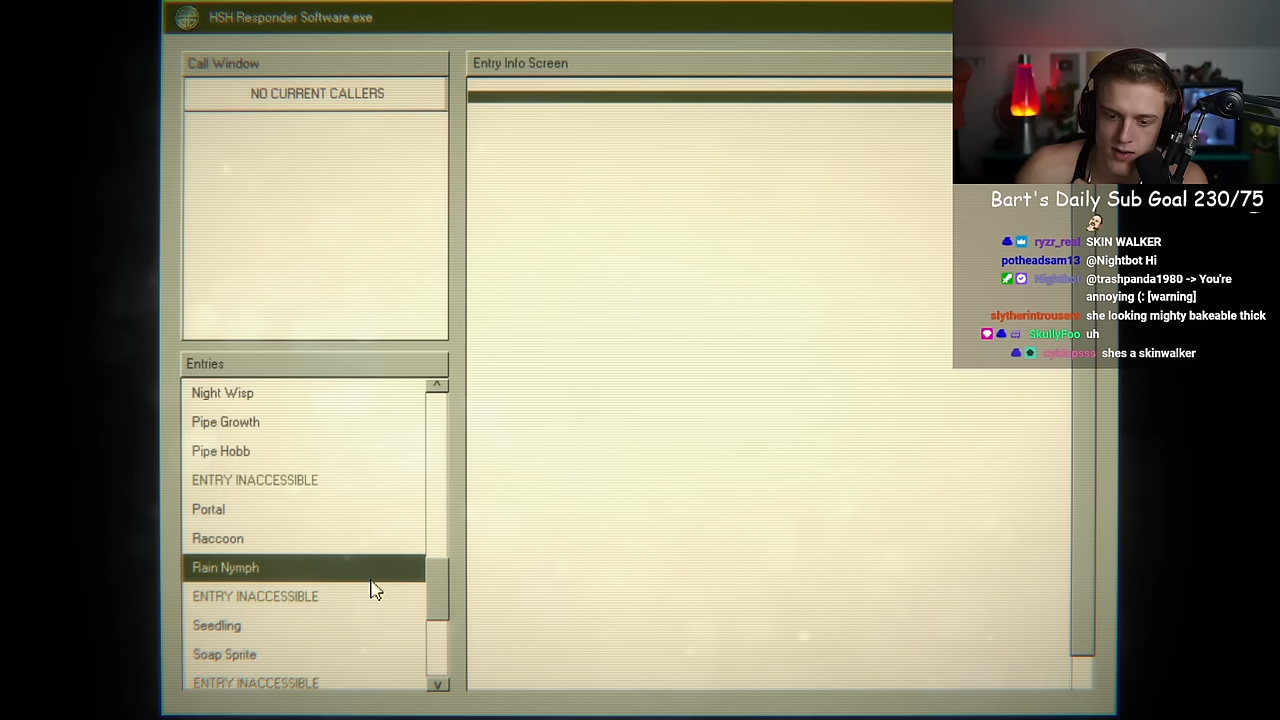 HSH Responder Software.exe
Call Window
NO CURRENT CALLERS
Entry Info Screen
Entries
Night Wisp
Pipe Growth
Pipe Hobb
ENTRY INACCESSIBLE
Portal
Raccoon
Rain Nymph
ENTRY INACCESSIBLE
Seedling
Soap Sprite
ENTRY INACCESSIBLE
Bart's Daily Sub Goal 230/75
ryzr_real SKIN WALKER
potheadsam13 @Nightbot Hi
Nightbot @trashpanda1980 -> You're
annoying (: [warning]
slytherintrousers she looking mighty bakeable thick
SkullyFoo uh
shes a skinwalker